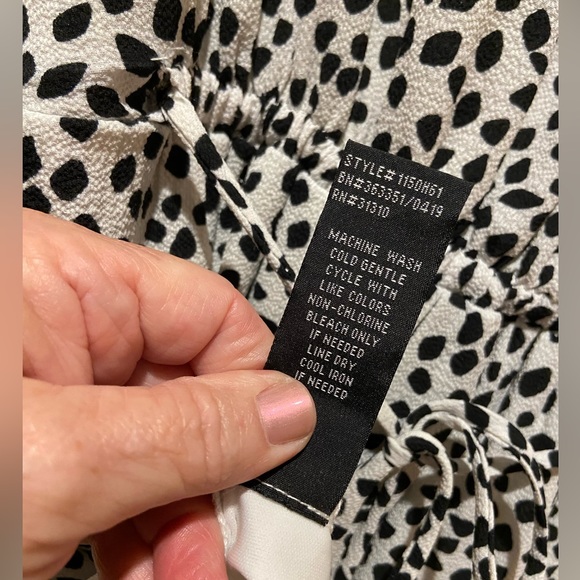 STYLE#1150H61
BN#363351/0419
RN#31310
MACHINE WASH
COLD GENTLE
CYCLE WITH
LIKE COLORS
NON-CHLORINE
BLEACH ONLY
IF NEEDED
LINE DRY
COOL IRON
IF NEEDED